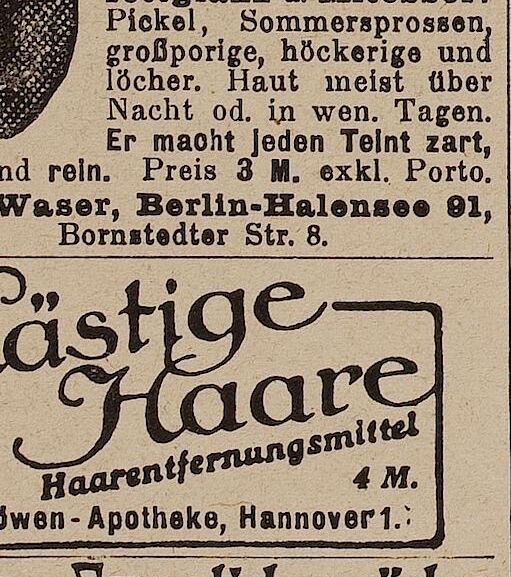 Pickel, Sommersprossen,
großporige, höckerige und
löcher. Haut meist über
Nacht od. in wen. Tagen.
Er macht jeden Teint zart,
nd rein. Preis 3 M. exkl. Porto.
Waser, Berlin-Halensee 91,
Bornstedter Str. 8.
Lästige
Haare
Haarentfernungsmittel
4 M.
öwen-Apotheke, Hannover 1.